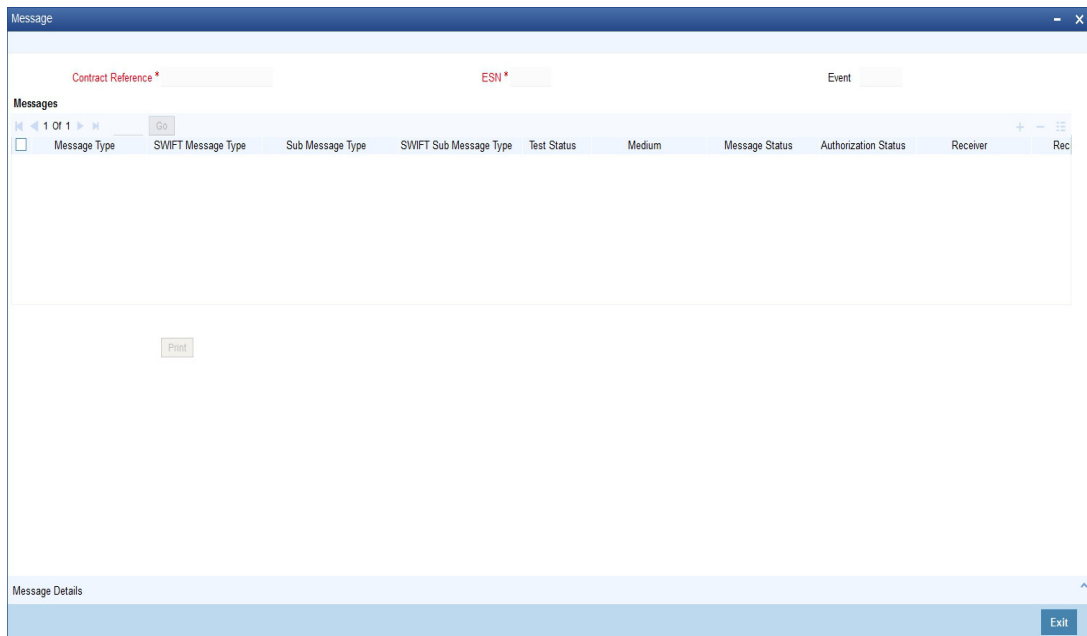 Message
Contract Reference * ESN * Event
Messages
1 Of 1 Go
Message Type SWIFT Message Type Sub Message Type SWIFT Sub Message Type Test Status Medium Message Status Authorization Status Receiver Rec
Print
Message Details
Exit